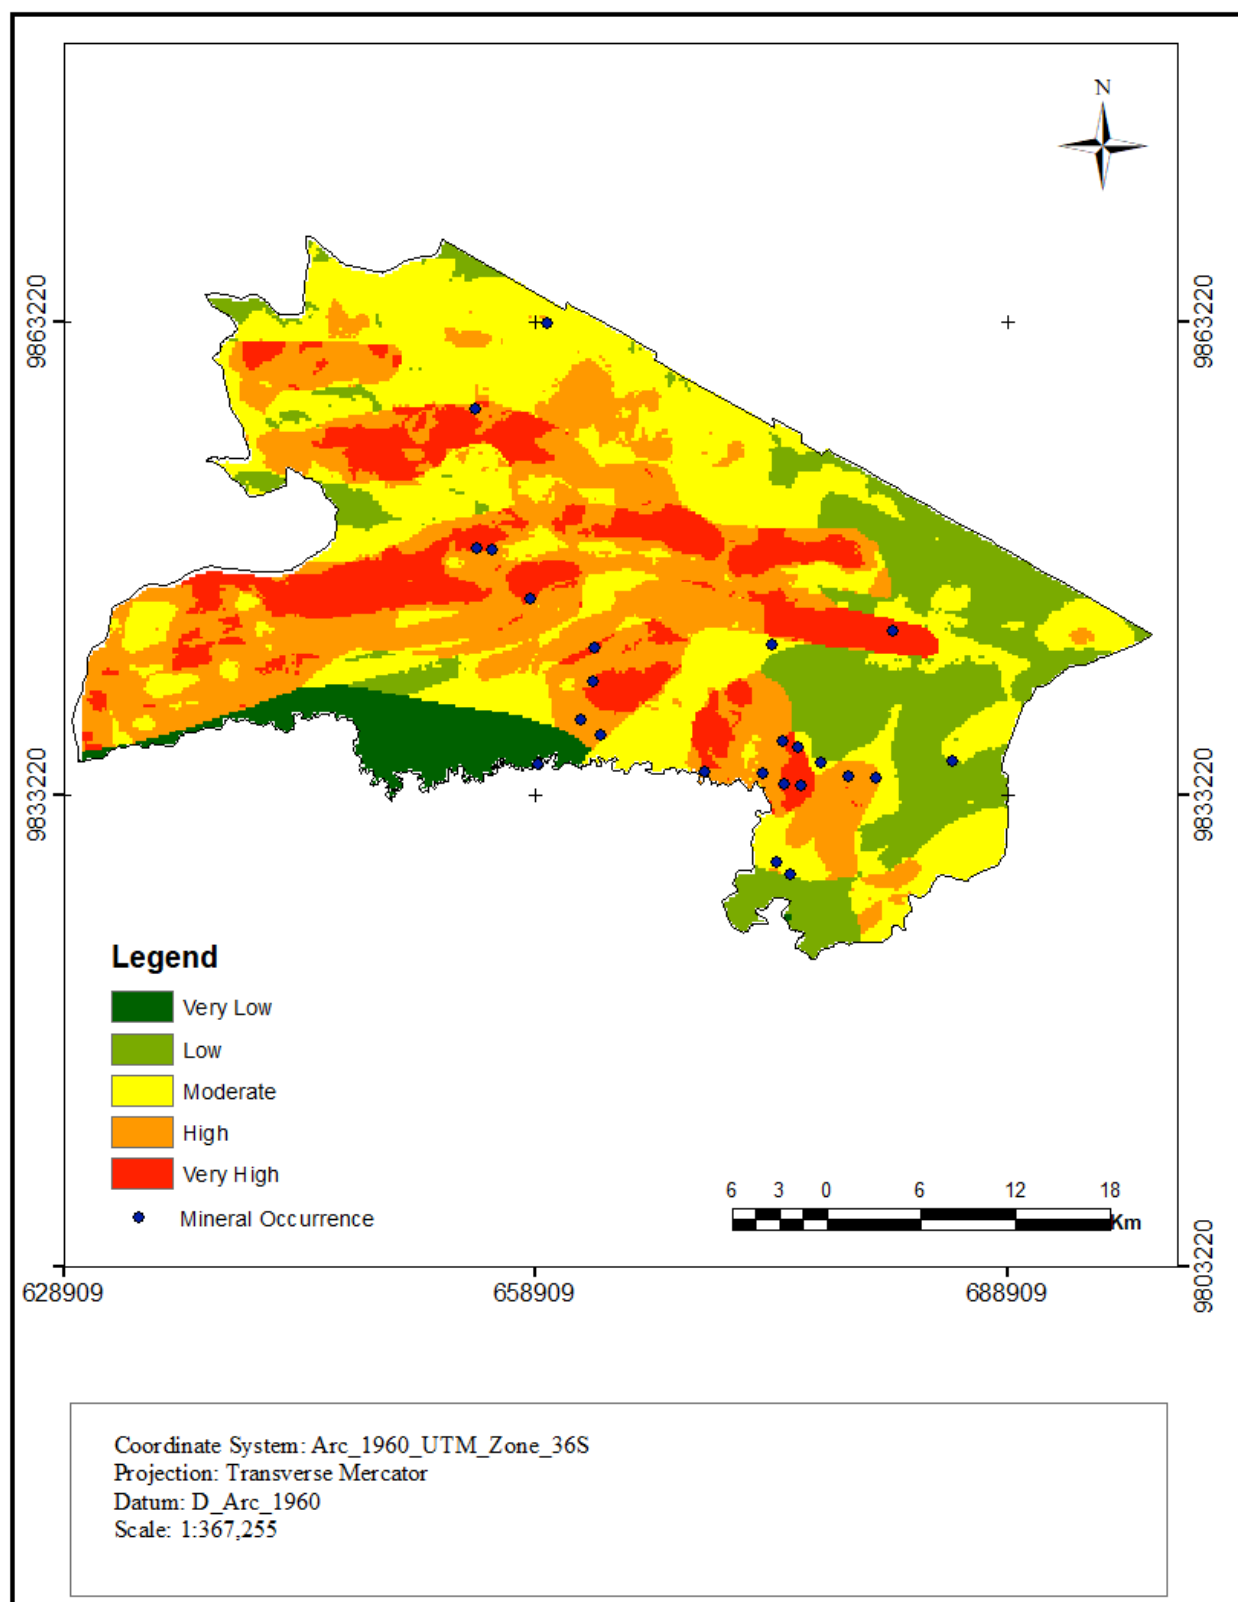 N
9863220
9863220
9833220
9833220
Legend
Very Low
Low
Moderate
High
Very High
Mineral Occurrence
6 3 0 6 12 18
Km
9803220
628909 658909 688909
Coordinate System: Arc_1960_UTM_Zone_36S
Projection: Transverse Mercator
Datum: D_Arc_1960
Scale: 1:367,255